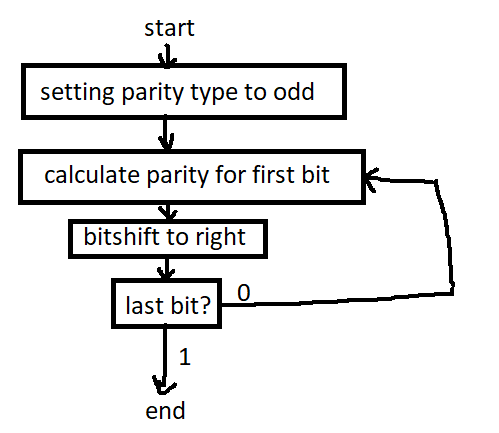 start
setting parity type to odd
calculate parity for first bit
bitshift to right
last bit?
0
1
end